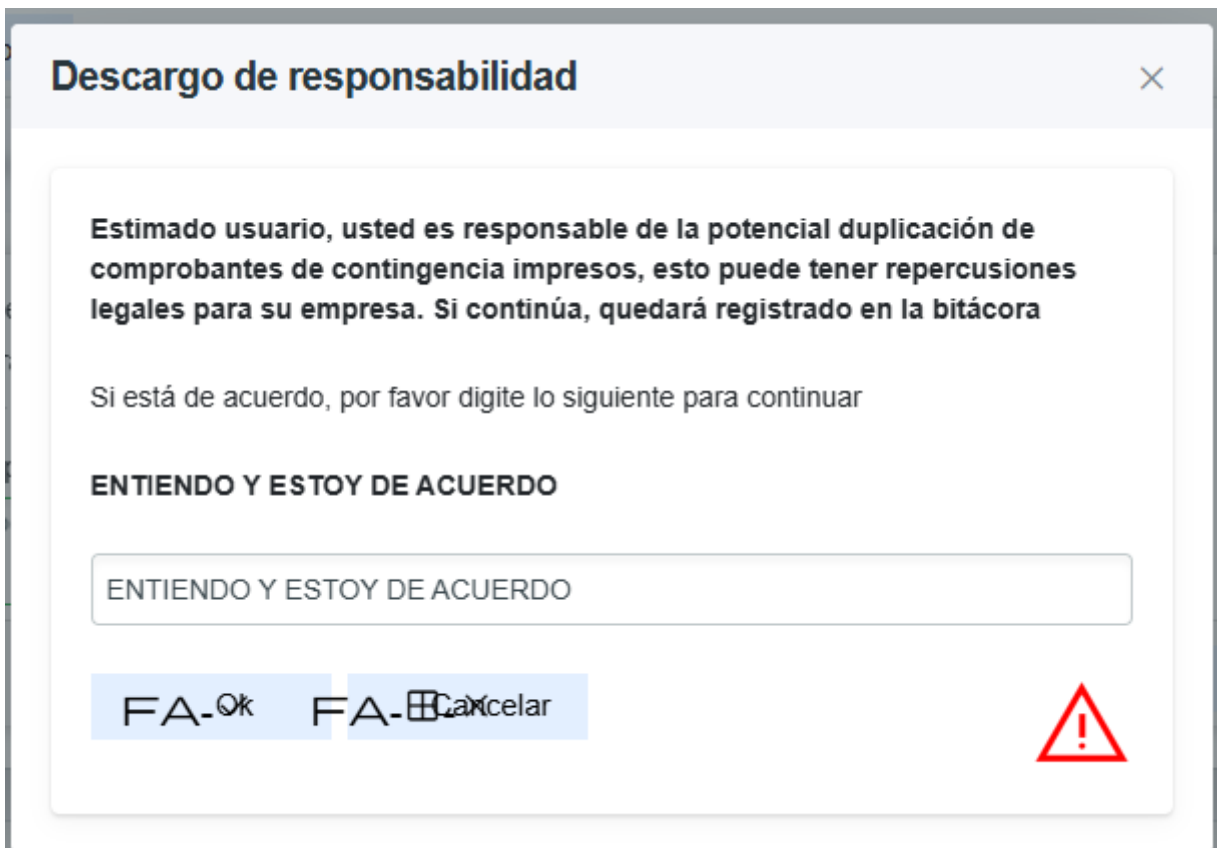 Descargo de responsabilidad
Estimado usuario, usted es responsable de la potencial duplicación de
comprobantes de contingencia impresos, esto puede tener repercusiones
legales para su empresa. Si continúa, quedará registrado en la bitácora
Si está de acuerdo, por favor digite lo siguiente para continuar
ENTIENDO Y ESTOY DE ACUERDO
ENTIENDO Y ESTOY DE ACUERDO
FA- Ok FA- Cancelar